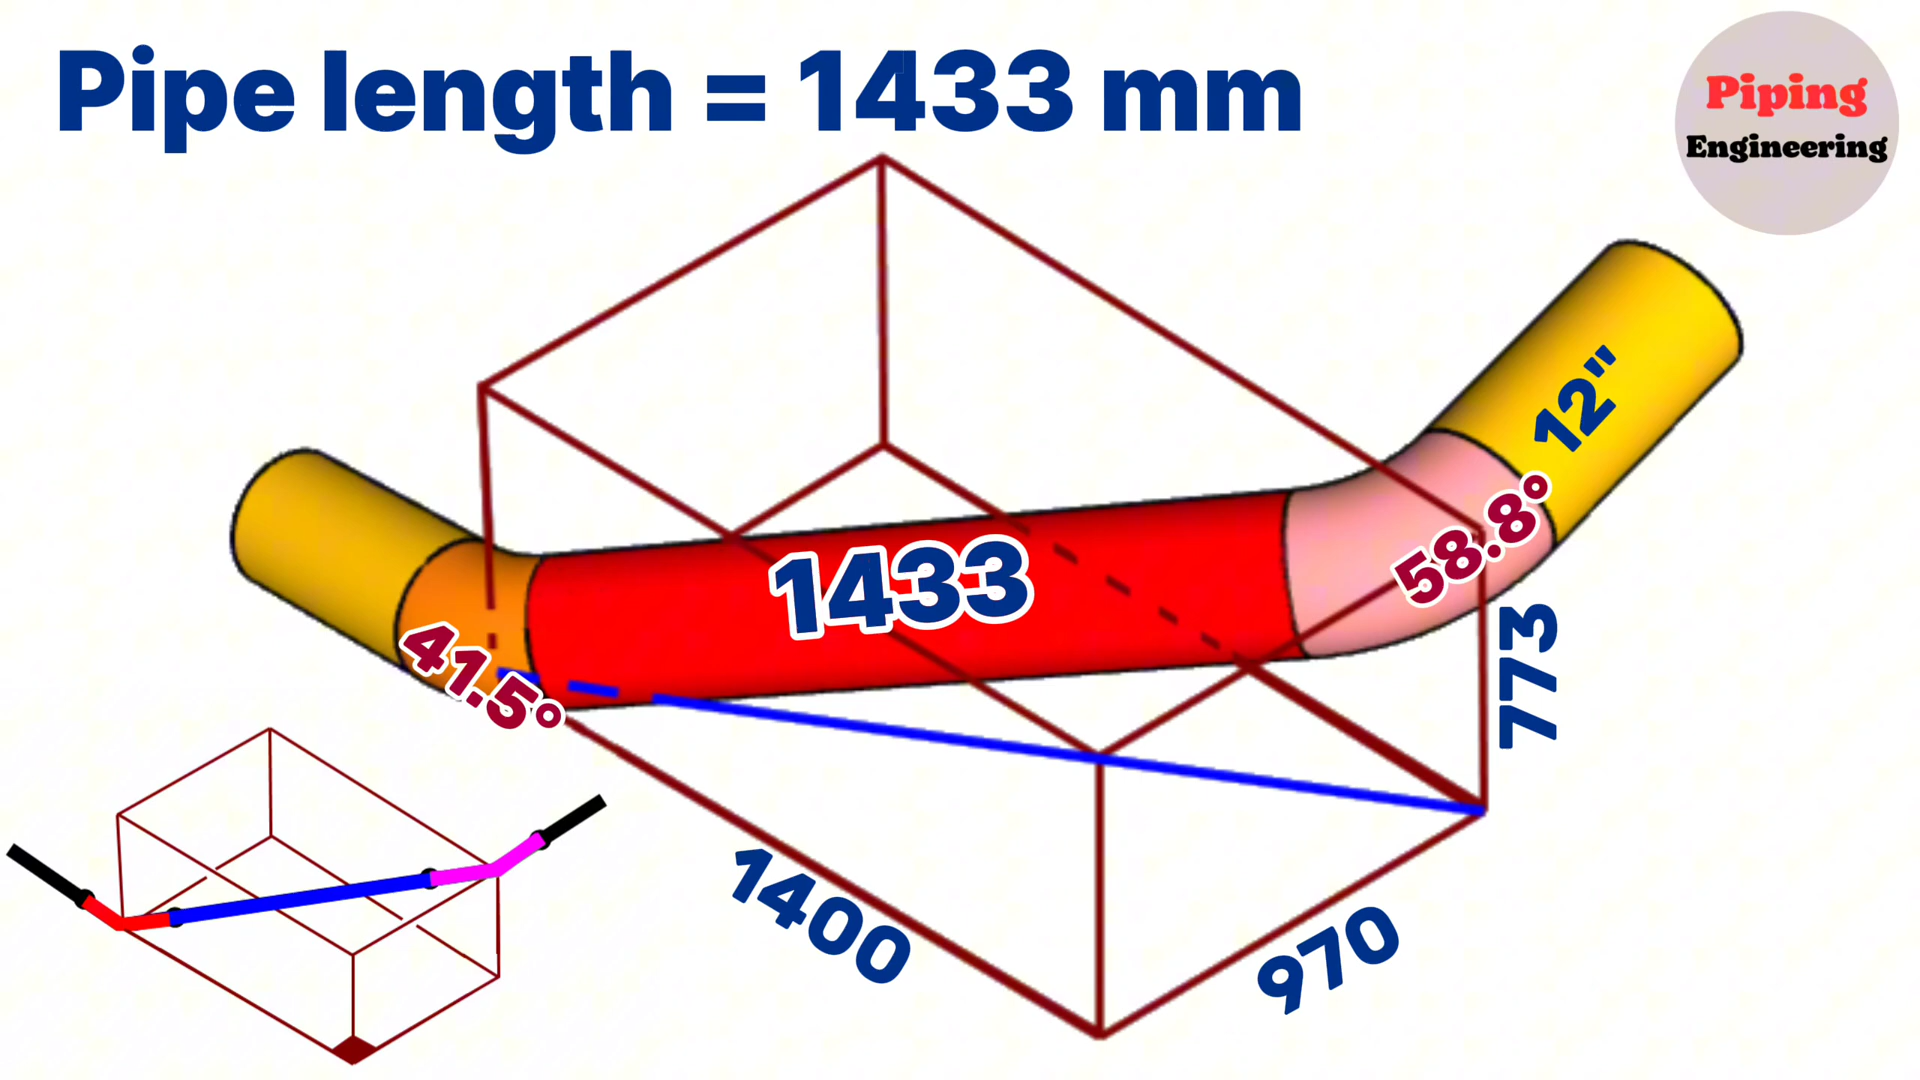 Pipe length = 1433 mm
Piping
Engineering
12"
58.8°
1433
41.5°
773
1400
970